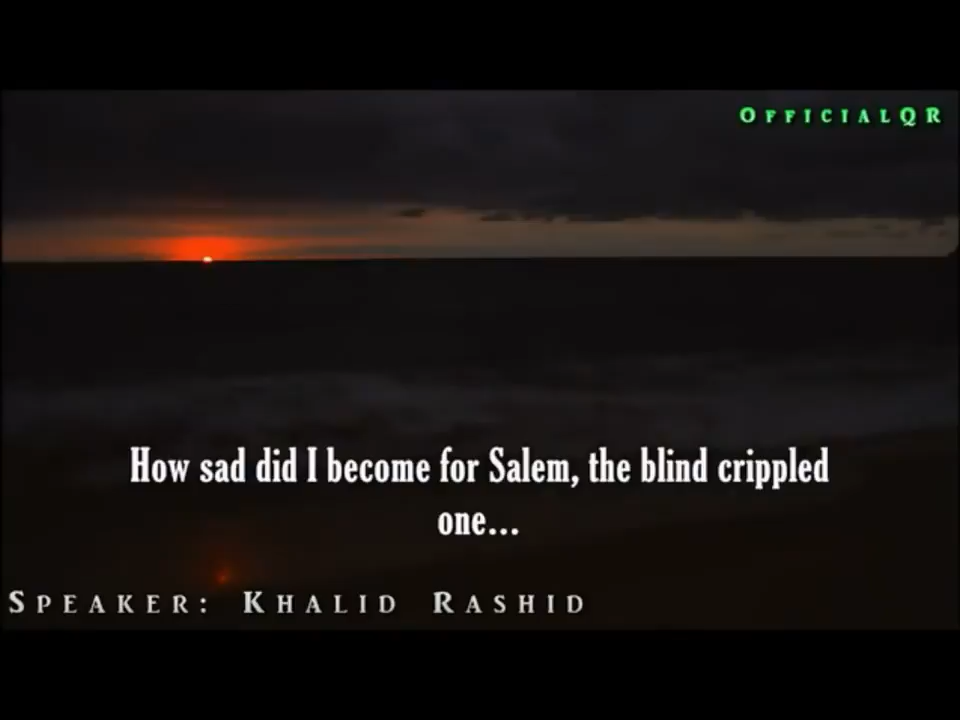 OfficialQR
How sad did I become for Salem, the blind crippled
one...
Speaker: Khalid Rashid